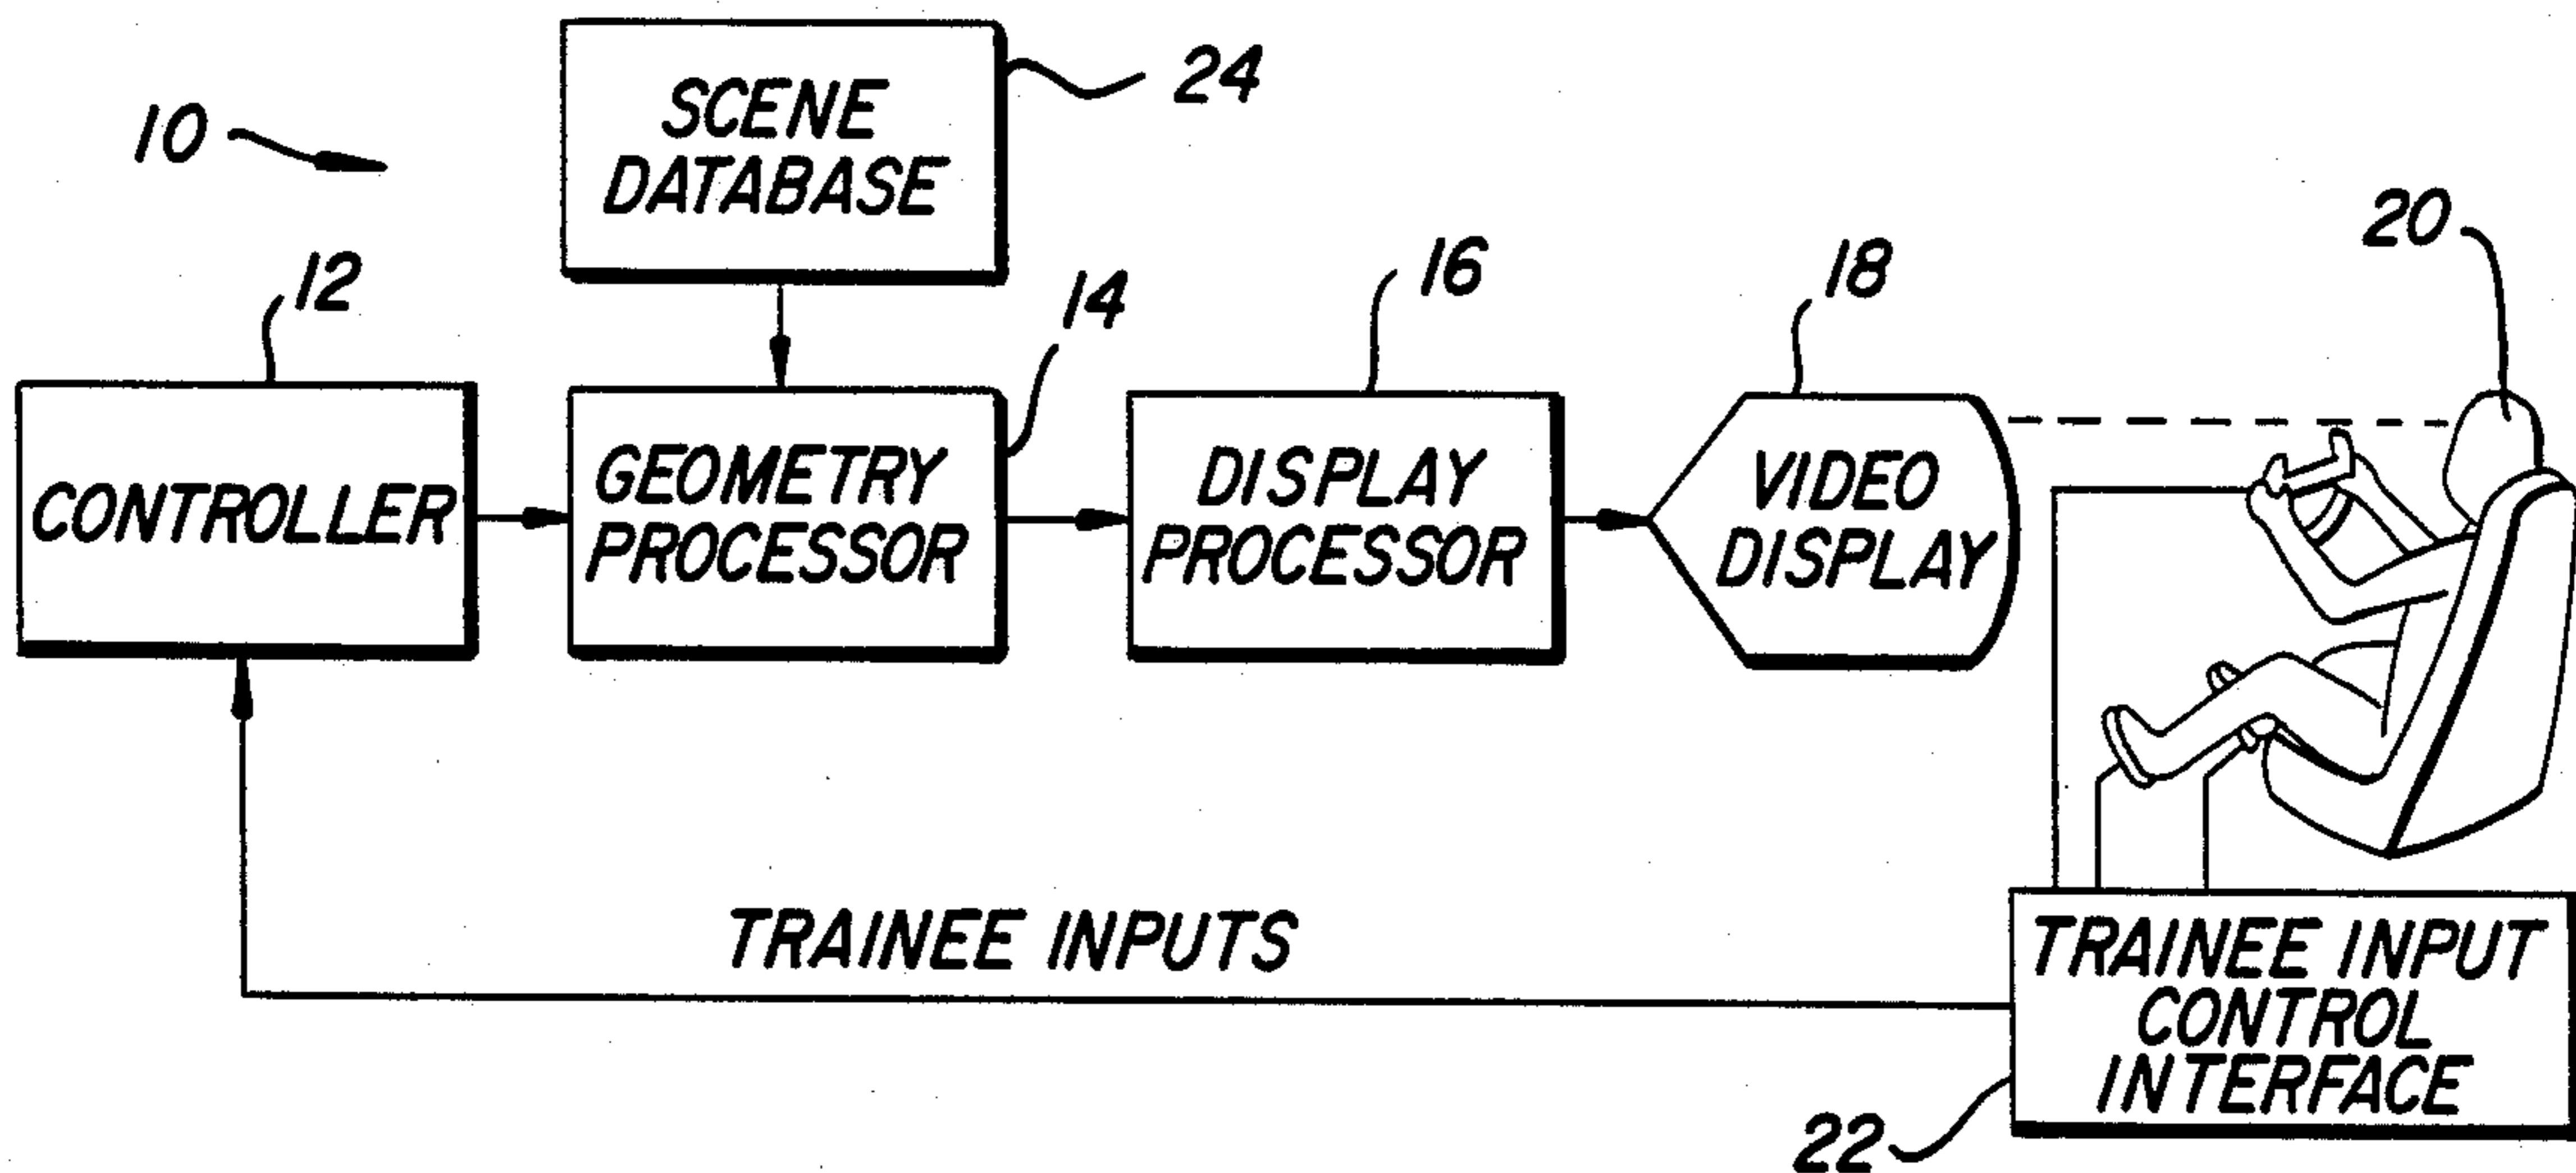 10
SCENE
DATABASE
24
12
14
16
18
20
CONTROLLER
GEOMETRY
PROCESSOR
DISPLAY
PROCESSOR
VIDEO
DISPLAY
TRAINEE INPUTS
TRAINEE INPUT
CONTROL
INTERFACE
22